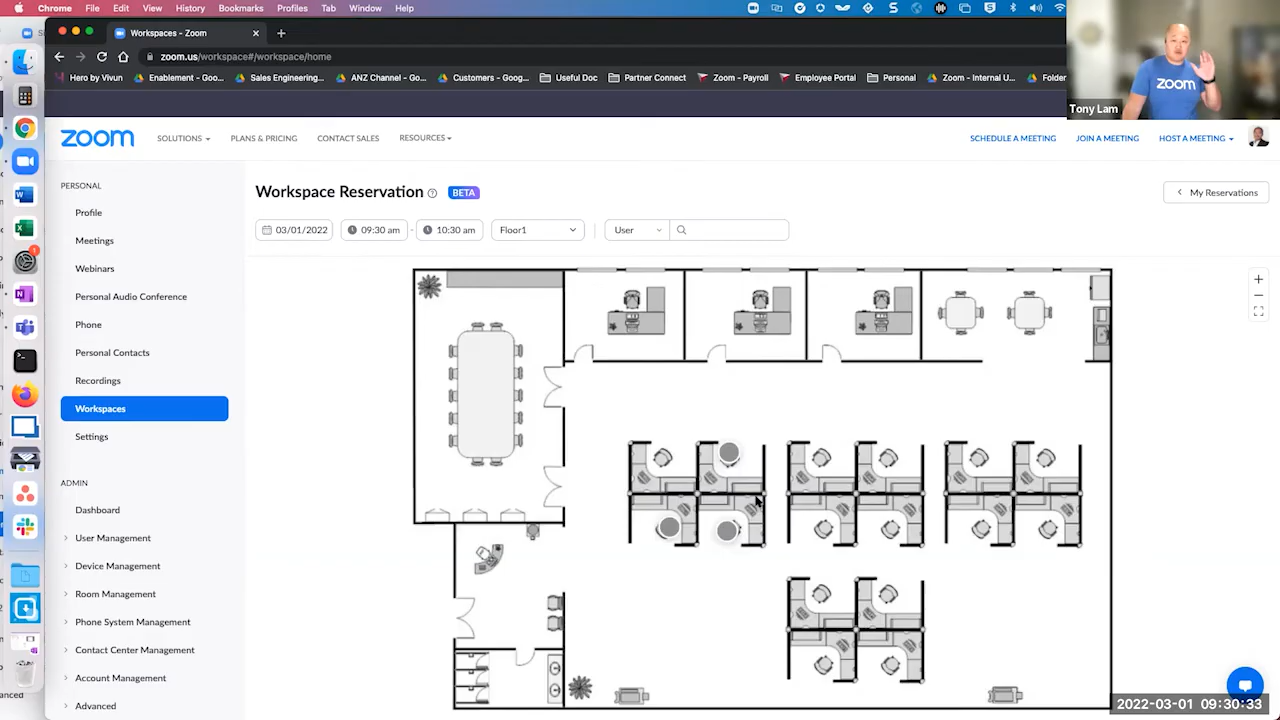 Chrome File Edit View History Bookmarks Profiles Tab Window Help
Workspaces - Zoom
zoom.us/workspace#/workspace/home
Hero by Vivun Enablement - Goo... Sales Engineering... ANZ Channel - Go... Customers - Goog... Useful Doc Partner Connect Zoom - Payroll Employee Portal Personal Zoom - Internal U... Folder
zoom
Tony Lam
zoom SOLUTIONS PLANS & PRICING CONTACT SALES RESOURCES SCHEDULE A MEETING JOIN A MEETING HOST A MEETING
PERSONAL
Profile
Meetings
Webinars
Personal Audio Conference
Phone
Personal Contacts
Recordings
Workspaces
Settings
ADMIN
Dashboard
User Management
Device Management
Room Management
Phone System Management
Contact Center Management
Account Management
Advanced
Workspace Reservation BETA
My Reservations
03/01/2022 09:30 am - 10:30 am Floor1 User
1
anced
2022-03-01 09:30:33